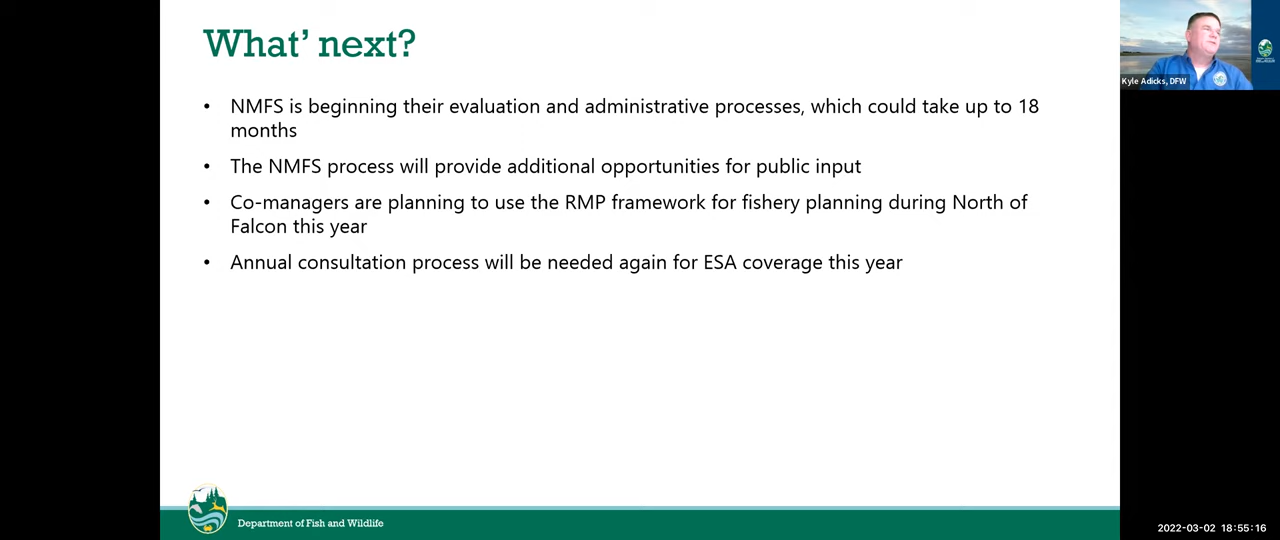 What' next?
• NMFS is beginning their evaluation and administrative processes, which could take up to 18
months
• The NMFS process will provide additional opportunities for public input
• Co-managers are planning to use the RMP framework for fishery planning during North of
Falcon this year
• Annual consultation process will be needed again for ESA coverage this year
Department of Fish and Wildlife
Kyle Adicks, DFW
2022-03-02 18:55:16